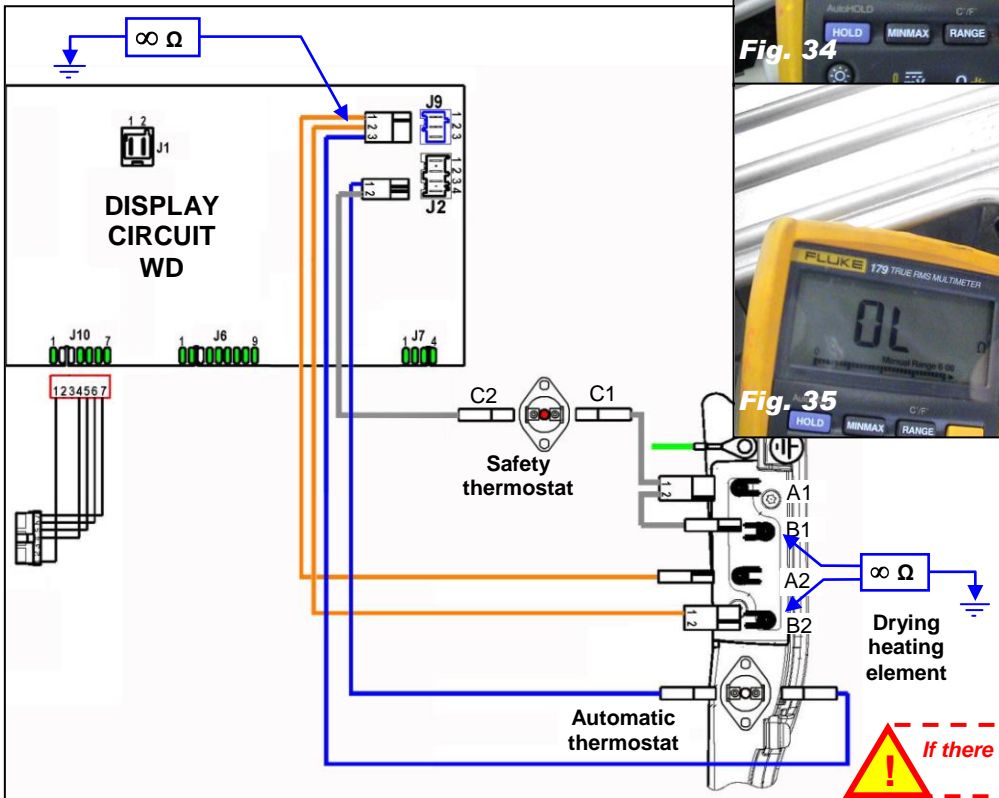 ∞ Ω
AutoHOLD
C°/F°
HOLD
MINMAX
RANGE
Fig. 34
J9
1 2 3
1 2 3
1 2
J1
1 2
1 2 3 4
J2
DISPLAY
CIRCUIT
WD
J10
1 7
J6
1 9
J7
1 4
1234567
FLUKE
179 TRUE RMS MULTIMETER
OL
0
Manual Range 6 00
C°/F°
HOLD
MINMAX
RANGE
Fig. 35
C2
C1
Safety
thermostat
1 2
A1
B1
A2
1 2
B2
∞ Ω
Drying
heating
element
Automatic
thermostat
!
If there